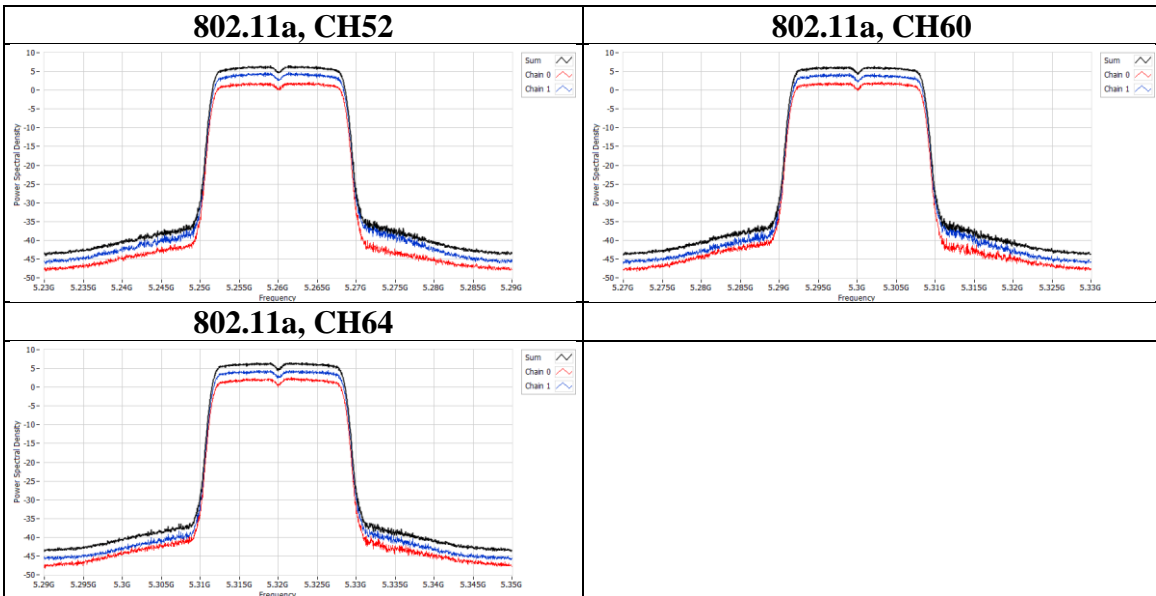 802.11a, CH52
802.11a, CH60
10-
5-
0-
-5-
-10-
-15-
-20-
-25-
-30-
-35-
-40-
-45-
-50-
Power Spectral Density
5.23G 5.235G 5.24G 5.245G 5.25G 5.255G 5.26G 5.265G 5.27G 5.275G 5.28G 5.285G 5.29G
Frequency
Sum
Chain 0
Chain 1
10-
5-
0-
-5-
-10-
-15-
-20-
-25-
-30-
-35-
-40-
-45-
-50-
Power Spectral Density
5.27G 5.275G 5.28G 5.285G 5.29G 5.295G 5.3G 5.305G 5.31G 5.315G 5.32G 5.325G 5.33G
Frequency
Sum
Chain 0
Chain 1
802.11a, CH64
10-
5-
0-
-5-
-10-
-15-
-20-
-25-
-30-
-35-
-40-
-45-
-50-
Power Spectral Density
5.29G 5.295G 5.3G 5.305G 5.31G 5.315G 5.32G 5.325G 5.33G 5.335G 5.34G 5.345G 5.35G
Frequency
Sum
Chain 0
Chain 1